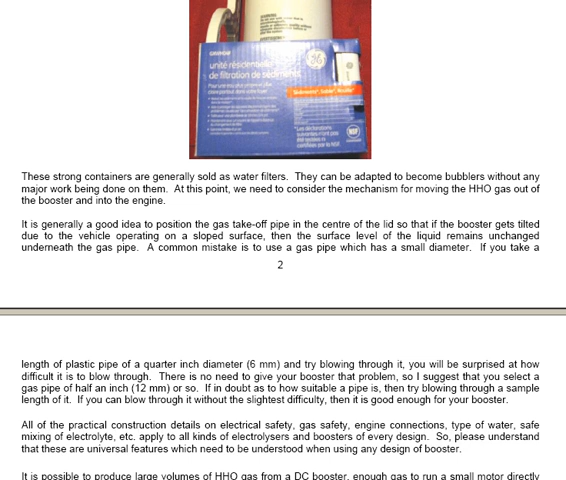 unité résidentielle
de filtration de sédiments
These strong containers are generally sold as water filters. They can be adapted to become bubblers without any
major work being done on them. At this point, we need to consider the mechanism for moving the HHO gas out of
the booster and into the engine.
It is generally a good idea to position the gas take-off pipe in the centre of the lid so that if the booster gets tilted
due to the vehicle operating on a sloped surface, then the surface level of the liquid remains unchanged
underneath the gas pipe. A common mistake is to use a gas pipe which has a small diameter. If you take a
2
length of plastic pipe of a quarter inch diameter (6 mm) and try blowing through it, you will be surprised at how
difficult it is to blow through. There is no need to give your booster that problem, so I suggest that you select a
gas pipe of half an inch (12 mm) or so. If in doubt as to how suitable a pipe is, then try blowing through a sample
length of it. If you can blow through it without the slightest difficulty, then it is good enough for your booster.
All of the practical construction details on electrical safety, gas safety, engine connections, type of water, safe
mixing of electrolyte, etc. apply to all kinds of electrolysers and boosters of every design. So, please understand
that these are universal features which need to be understood when using any design of booster.
It is possible to produce large volumes of HHO gas from a DC booster, enough gas to run a small motor directly